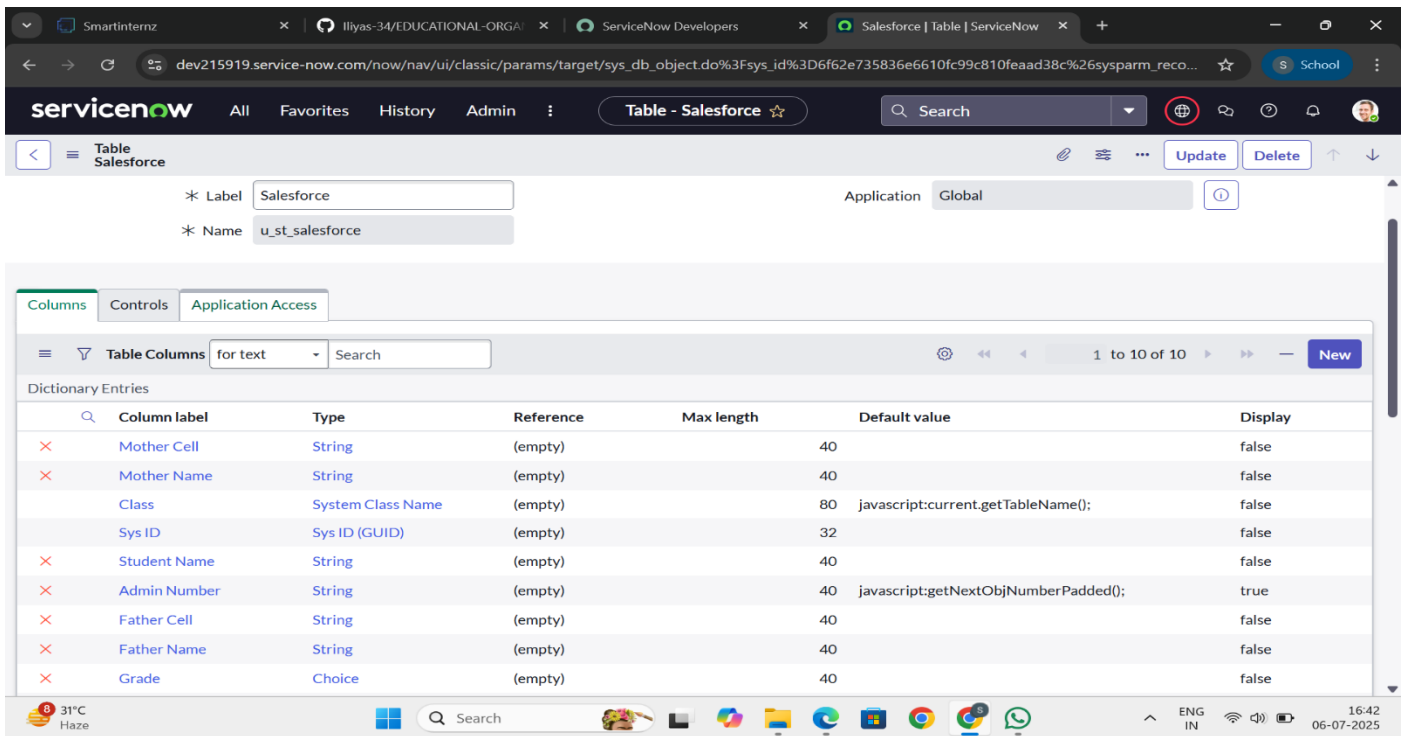 Smartinternz
Iliyas-34/EDUCATIONAL-ORGA
ServiceNow Developers
Salesforce | Table | ServiceNow
dev215919.service-now.com/now/nav/ui/classic/params/target/sys_db_object.do%3Fsys_id%3D6f62e735836e6610fc99c810feaad38c%26sysparm_reco...
S School
servicenow All Favorites History Admin Table - Salesforce Search
Table
Salesforce
Update Delete
Label Salesforce Application Global
Name u_st_salesforce
Columns Controls Application Access
Table Columns for text Search 1 to 10 of 10 New
Dictionary Entries
Column label Type Reference Max length Default value Display
Mother Cell String (empty) 40 false
Mother Name String (empty) 40 false
Class System Class Name (empty) 80 javascript:current.getTableName(); false
Sys ID Sys ID (GUID) (empty) 32 false
Student Name String (empty) 40 false
Admin Number String (empty) 40 javascript:getNextObjNumberPadded(); true
Father Cell String (empty) 40 false
Father Name String (empty) 40 false
Grade Choice (empty) 40 false
8 31°C
Haze
Search
ENG
IN
16:42
06-07-2025